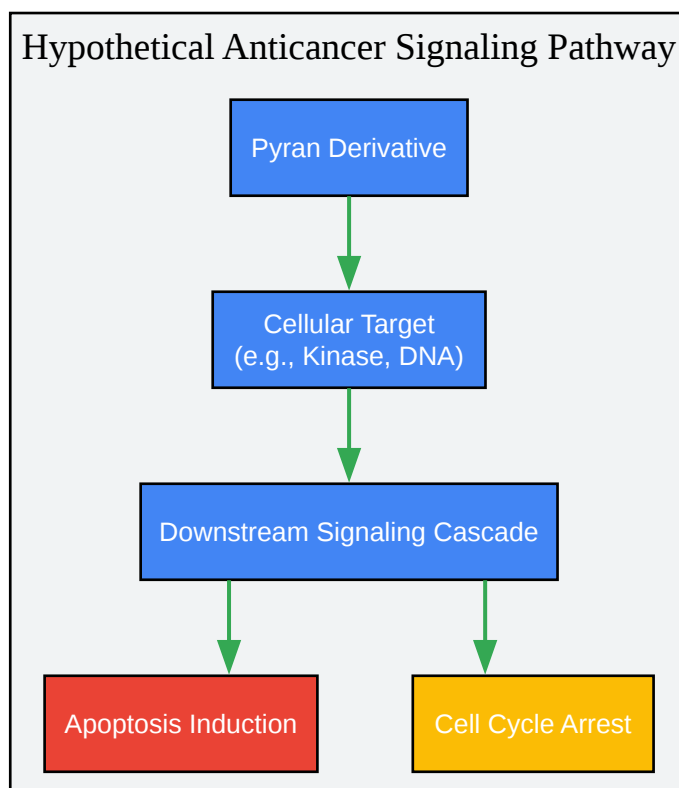 Hypothetical Anticancer Signaling Pathway
Pyran Derivative
Cellular Target
(e.g., Kinase, DNA)
Downstream Signaling Cascade
Apoptosis Induction
Cell Cycle Arrest